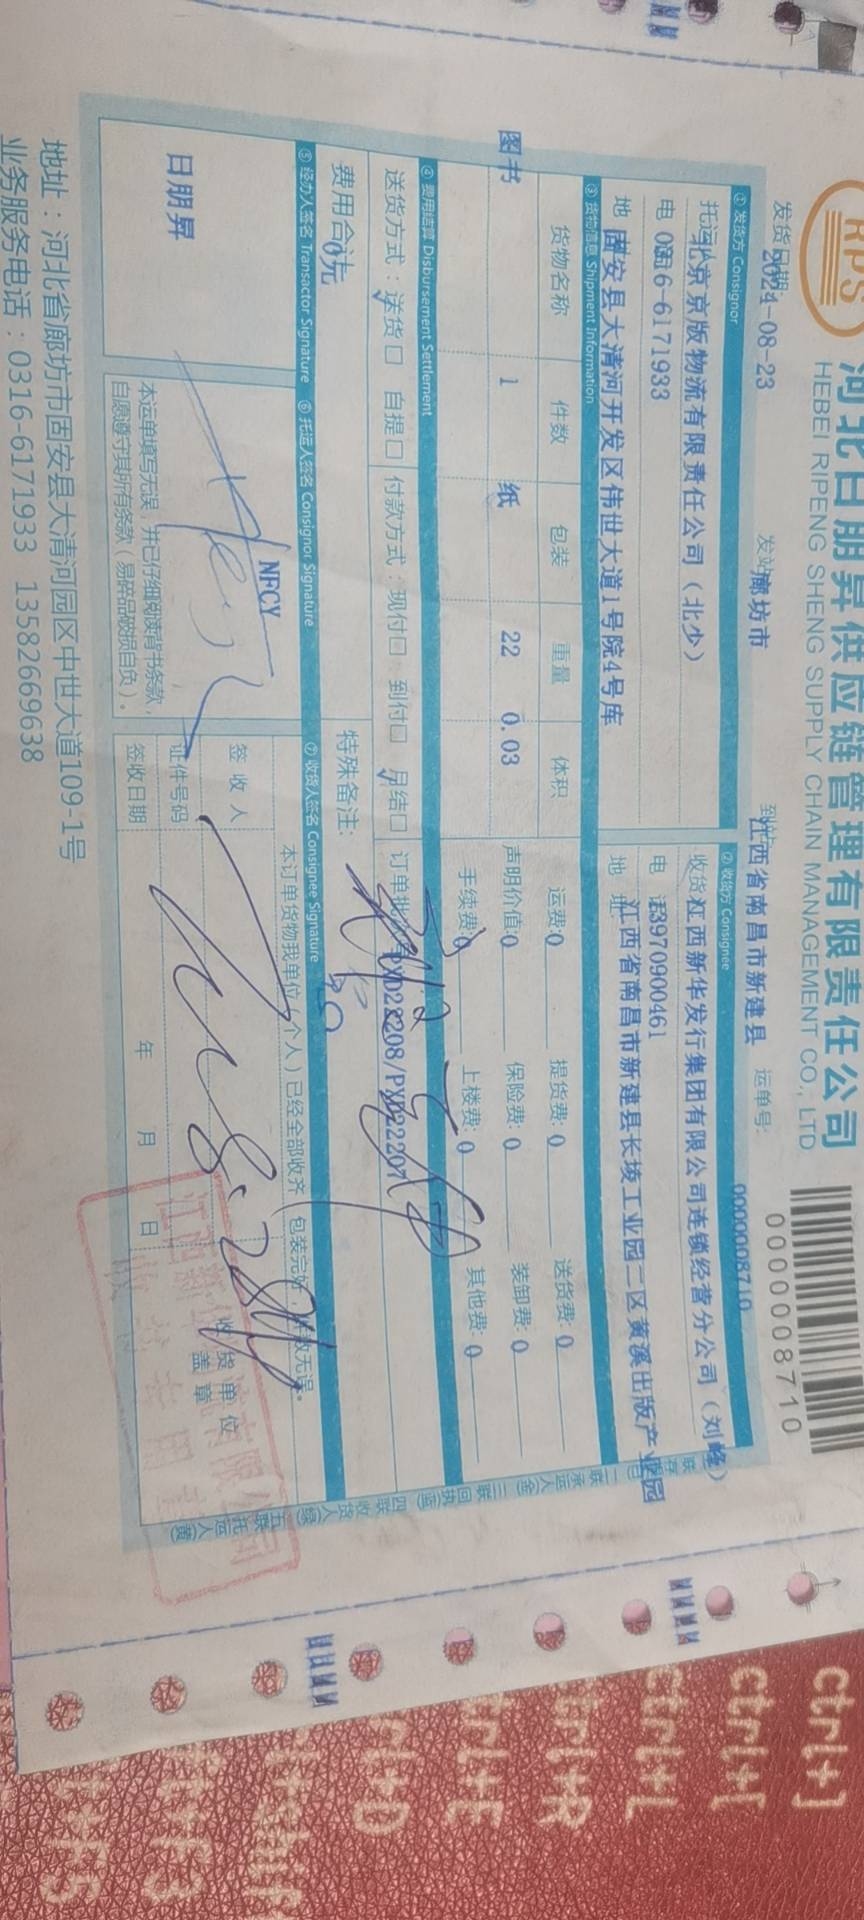 RPS
河北日朋昇供应链管理有限责任公司
HEBEI RIPENG SHENG SUPPLY CHAIN MANAGEMENT CO., LTD
0000008710
发货日期: 2024-08-23 发站 廊坊市 到站 江西省南昌市新建县 运单号: 0000008710
① 发货方 Consignor
托运 北京京版物流有限责任公司（北少）
电 0316-6171933
地 固安县大清河开发区伟世大道1号院4号库
② 收货方 Consignee
收货 江西新华发行集团有限公司连锁经营分公司（刘峰）
电 话 13970900461
地 址 江西省南昌市新建县长堎工业园二区黄溪出版产业园
③ 货物信息 Shipment Information
货物名称 件数 包装 重量 体积
图书 1 纸 22 0.03
运费: 0 提货费: 0 送货费: 0
声明价值: 0 保险费: 0 装卸费: 0
手续费: 0 上楼费: 0 其他费: 0
④ 费用结算 Disbursement Settlement
送货方式：送货□ 自提□ 付款方式：现付□ 到付□ 月结□ 订单批 PXD22208/PXD22207
费用合 0元 特殊备注:
⑤ 经办人签名 Transactor Signature ⑥ 托运人签名 Consignor Signature ⑦ 收货人签名 Consignee Signature
日朋昇
NFCY
本运单填写无误，并已仔细阅读背书条款，
自愿遵守其所有条款（易碎品破损自负）。
本订单货物我单位（个人）已经全部收齐，包装完好，件数无误。
签收人
证件号码
签收日期 年 月 日
收货单位
盖章
地址：河北省廊坊市固安县大清河园区中世大道109-1号
业务服务电话：0316-6171933 13582669638
ctrl+]
ctrl+[
ctrl+L
ctrl+R
ctrl+E
ctrl+D